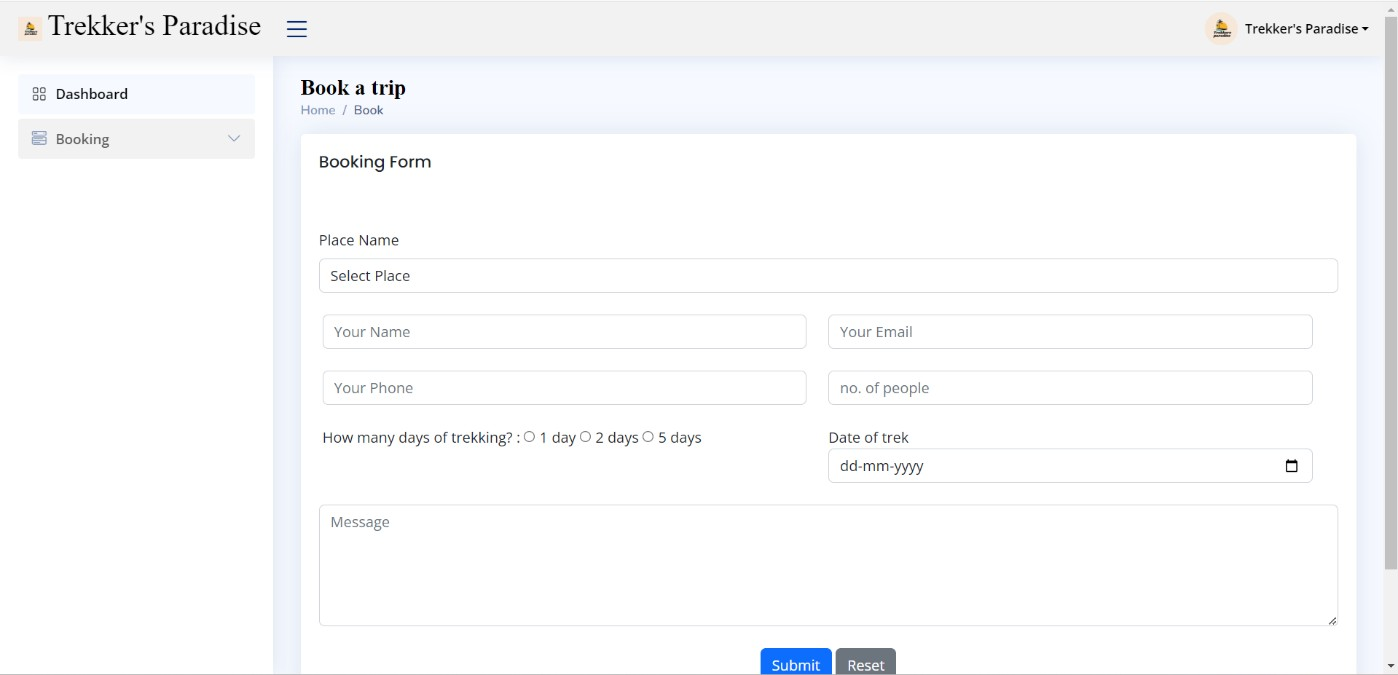 Trekker's Paradise
Trekker's Paradise
Dashboard
Booking
Book a trip
Home / Book
Booking Form
Place Name
Select Place
Your Name Your Email
Your Phone no. of people
How many days of trekking? : 1 day 2 days 5 days Date of trek
dd-mm-yyyy
Message
Submit Reset